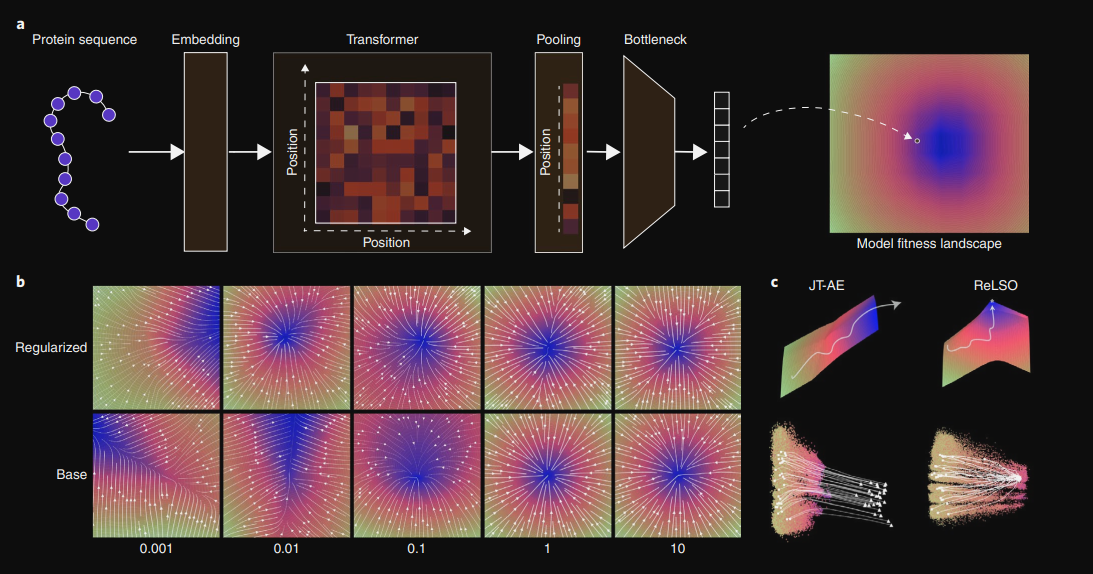 a
Protein sequence
Embedding
Transformer
Pooling
Bottleneck
Position
Position
Position
Model fitness landscape
b
Regularized
Base
0.001
0.01
0.1
1
10
c
JT-AE
ReLSO